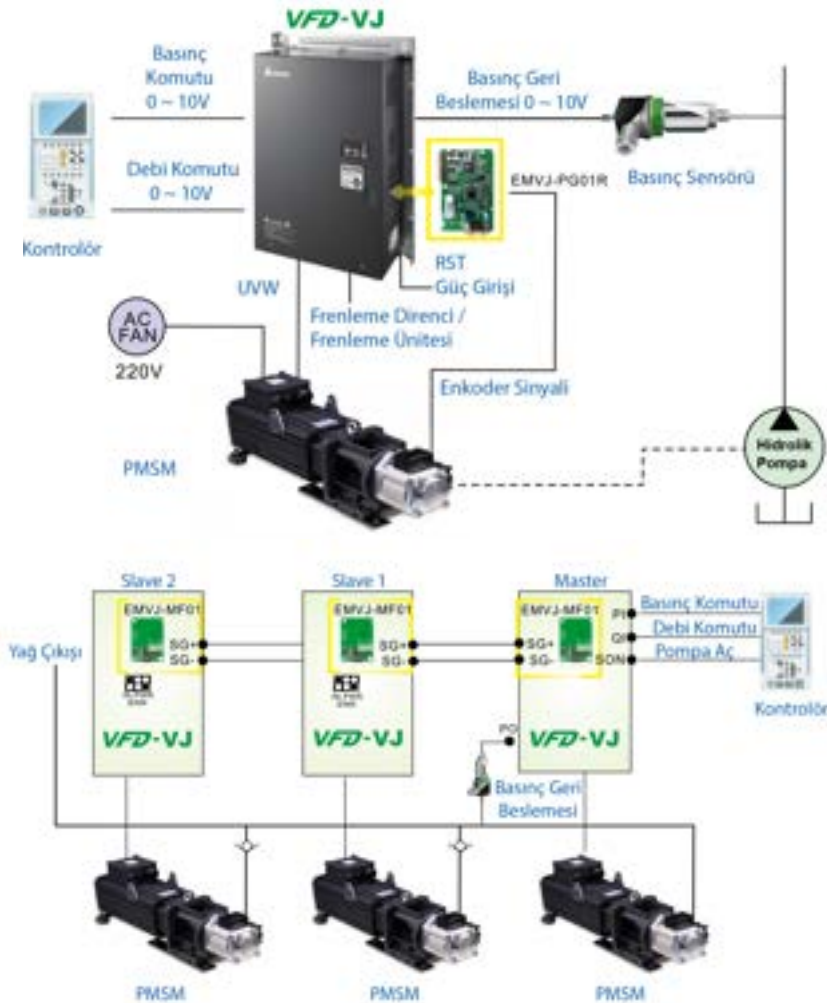 VFD-VJ
Basınç
Komutu
0 ~ 10V
Basınç Geri
Beslemesi 0 ~ 10V
Debi Komutu
0 ~ 10V
EMVJ-PG01R
Basınç Sensörü
Kontrolör
RST
Güç Girişi
UVW
Frenleme Direnci /
Frenleme Ünitesi
AC
FAN
220V
Enkoder Sinyali
PMSM
Hidrolik
Pompa
Slave 2
Slave 1
Master
EMVJ-MF01
EMVJ-MF01
EMVJ-MF01
PI
Basınç Komutu
QI
Debi Komutu
SON
Pompa Aç
SG+
SG-
SG+
SG-
SG+
SG-
Yağ Çıkışı
Kontrolör
VFD-VJ
VFD-VJ
PO
VFD-VJ
Basınç Geri
Beslemesi
PMSM
PMSM
PMSM